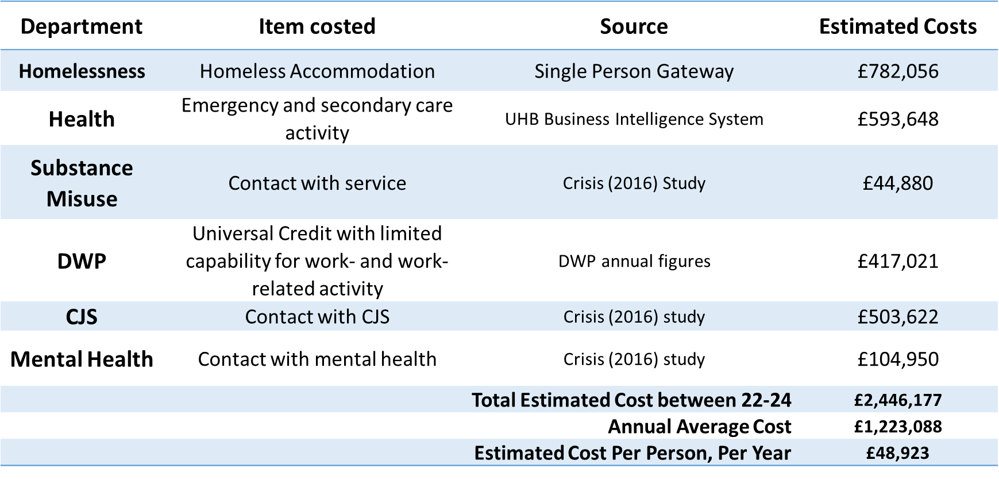 Department Item costed Source Estimated Costs
Homelessness Homeless Accommodation Single Person Gateway £782,056
Health Emergency and secondary care activity UHB Business Intelligence System £593,648
Substance Misuse Contact with service Crisis (2016) Study £44,880
DWP Universal Credit with limited capability for work- and work-related activity DWP annual figures £417,021
CJS Contact with CJS Crisis (2016) study £503,622
Mental Health Contact with mental health Crisis (2016) study £104,950
Total Estimated Cost between 22-24 £2,446,177
Annual Average Cost £1,223,088
Estimated Cost Per Person, Per Year £48,923